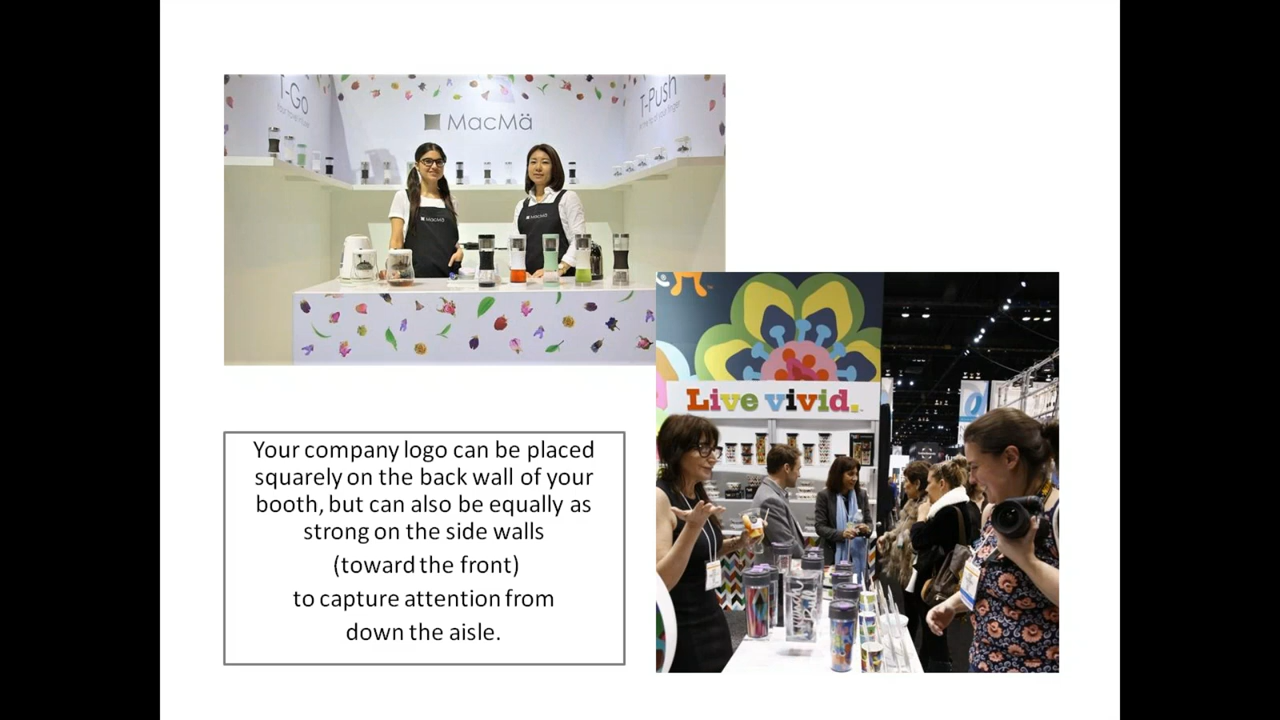 T-Go
T-Push
MacMä
MacMä
MacMä
Live vivid.
Your company logo can be placed
squarely on the back wall of your
booth, but can also be equally as
strong on the side walls
(toward the front)
to capture attention from
down the aisle.